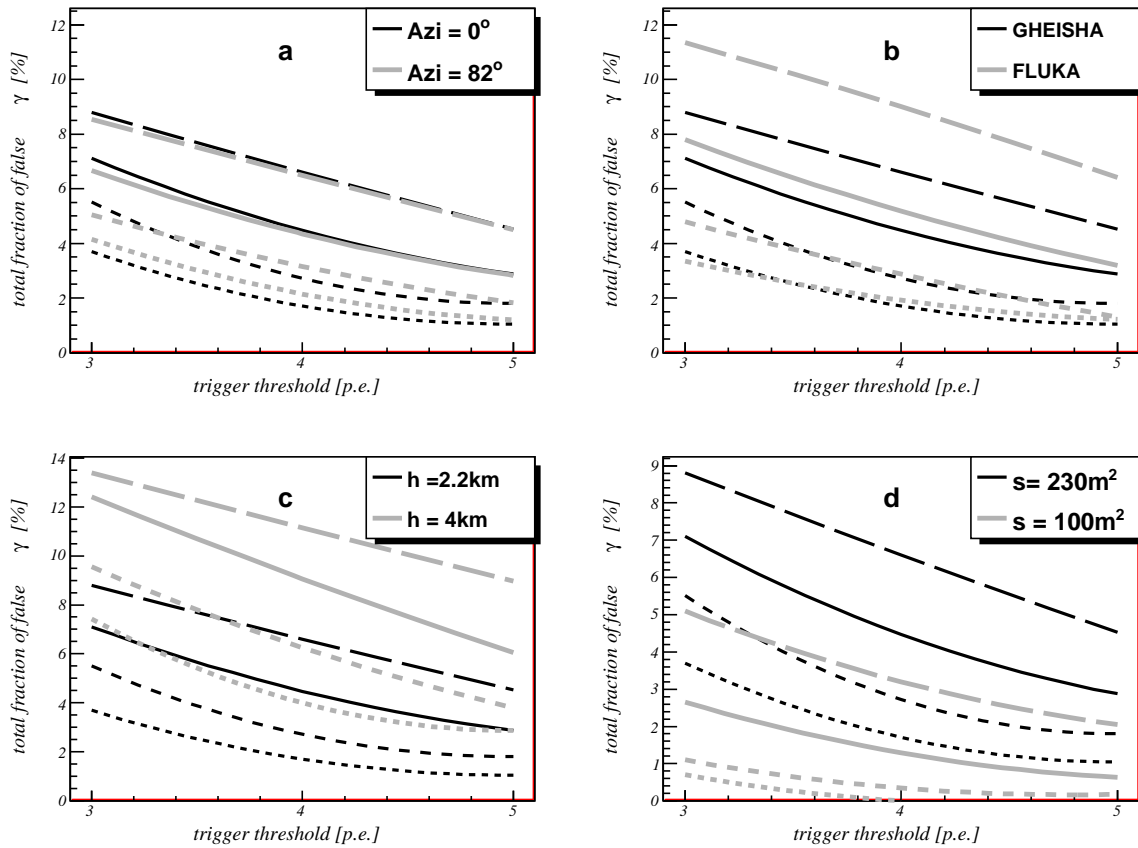 a
Azi = 0°
Azi = 82°
total fraction of false γ [%]
12
10
8
6
4
2
0
3 4 5
trigger threshold [p.e.]
b
GHEISHA
FLUKA
total fraction of false γ [%]
12
10
8
6
4
2
0
3 4 5
trigger threshold [p.e.]
c
h =2.2km
h = 4km
total fraction of false γ [%]
14
12
10
8
6
4
2
0
3 4 5
trigger threshold [p.e.]
d
s= 230m²
s = 100m²
total fraction of false γ [%]
9
8
7
6
5
4
3
2
1
0
3 4 5
trigger threshold [p.e.]